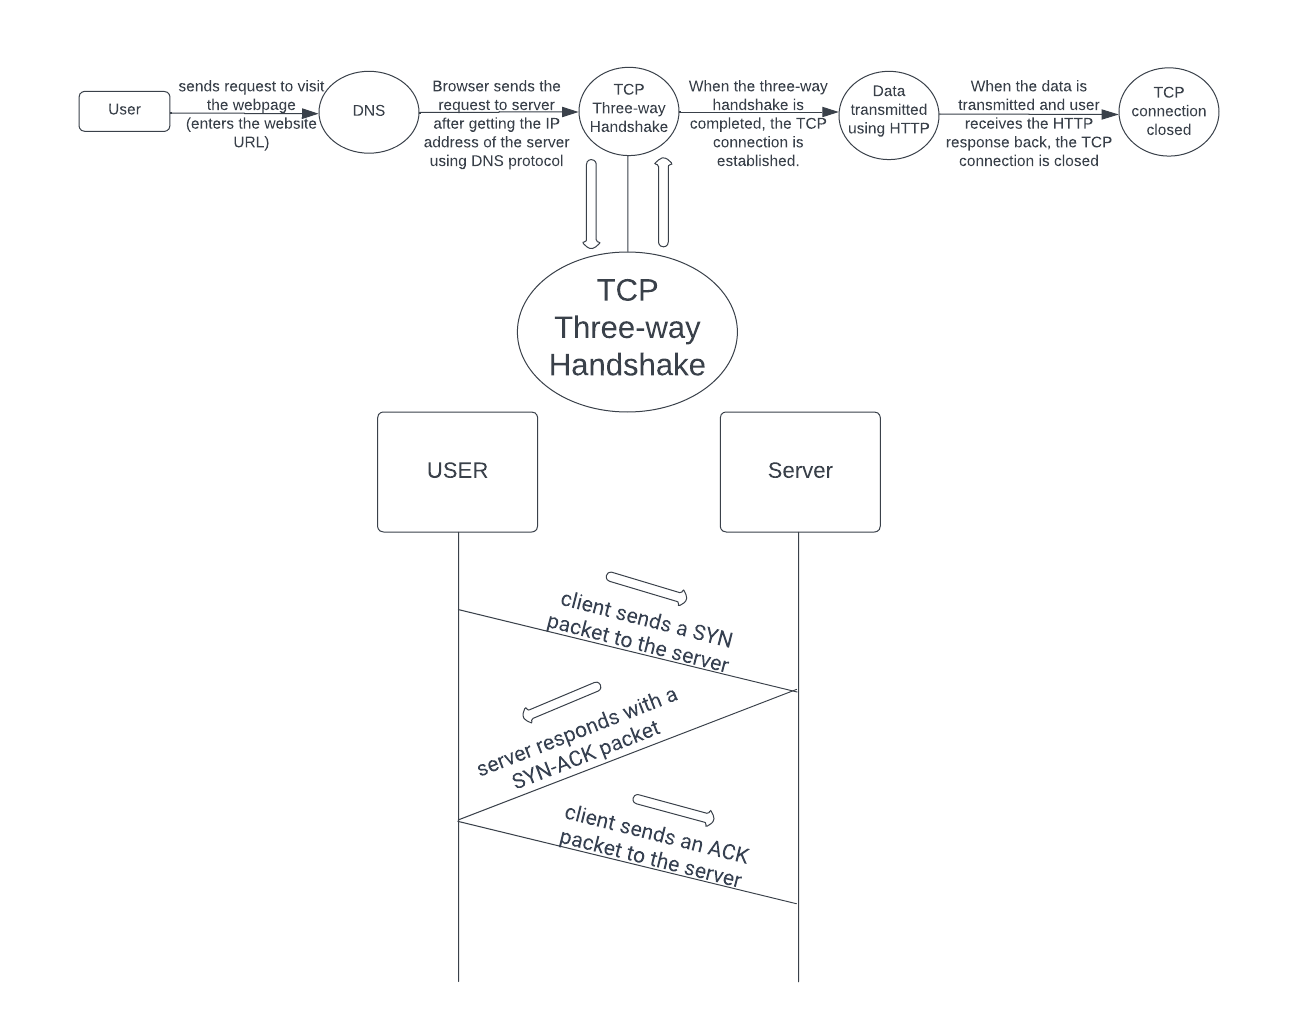 User
sends request to visit
the webpage
(enters the website
URL)
DNS
Browser sends the
request to server
after getting the IP
address of the server
using DNS protocol
TCP
Three-way
Handshake
When the three-way
handshake is
completed, the TCP
connection is
established.
Data
transmitted
using HTTP
When the data is
transmitted and user
receives the HTTP
response back, the TCP
connection is closed
TCP
connection
closed
TCP
Three-way
Handshake
USER
Server
client sends a SYN
packet to the server
server responds with a
SYN-ACK packet
client sends an ACK
packet to the server